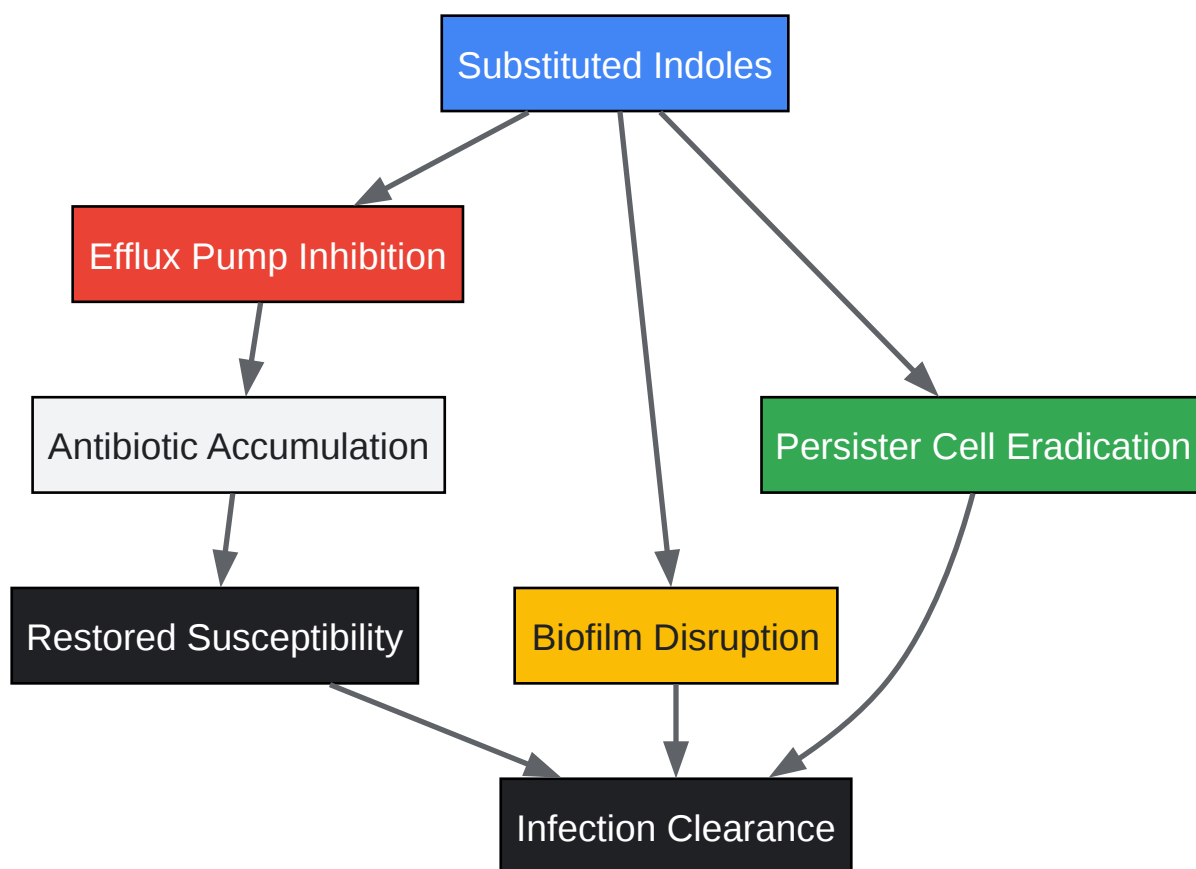 Substituted Indoles
Efflux Pump Inhibition
Antibiotic Accumulation
Persister Cell Eradication
Restored Susceptibility
Biofilm Disruption
Infection Clearance